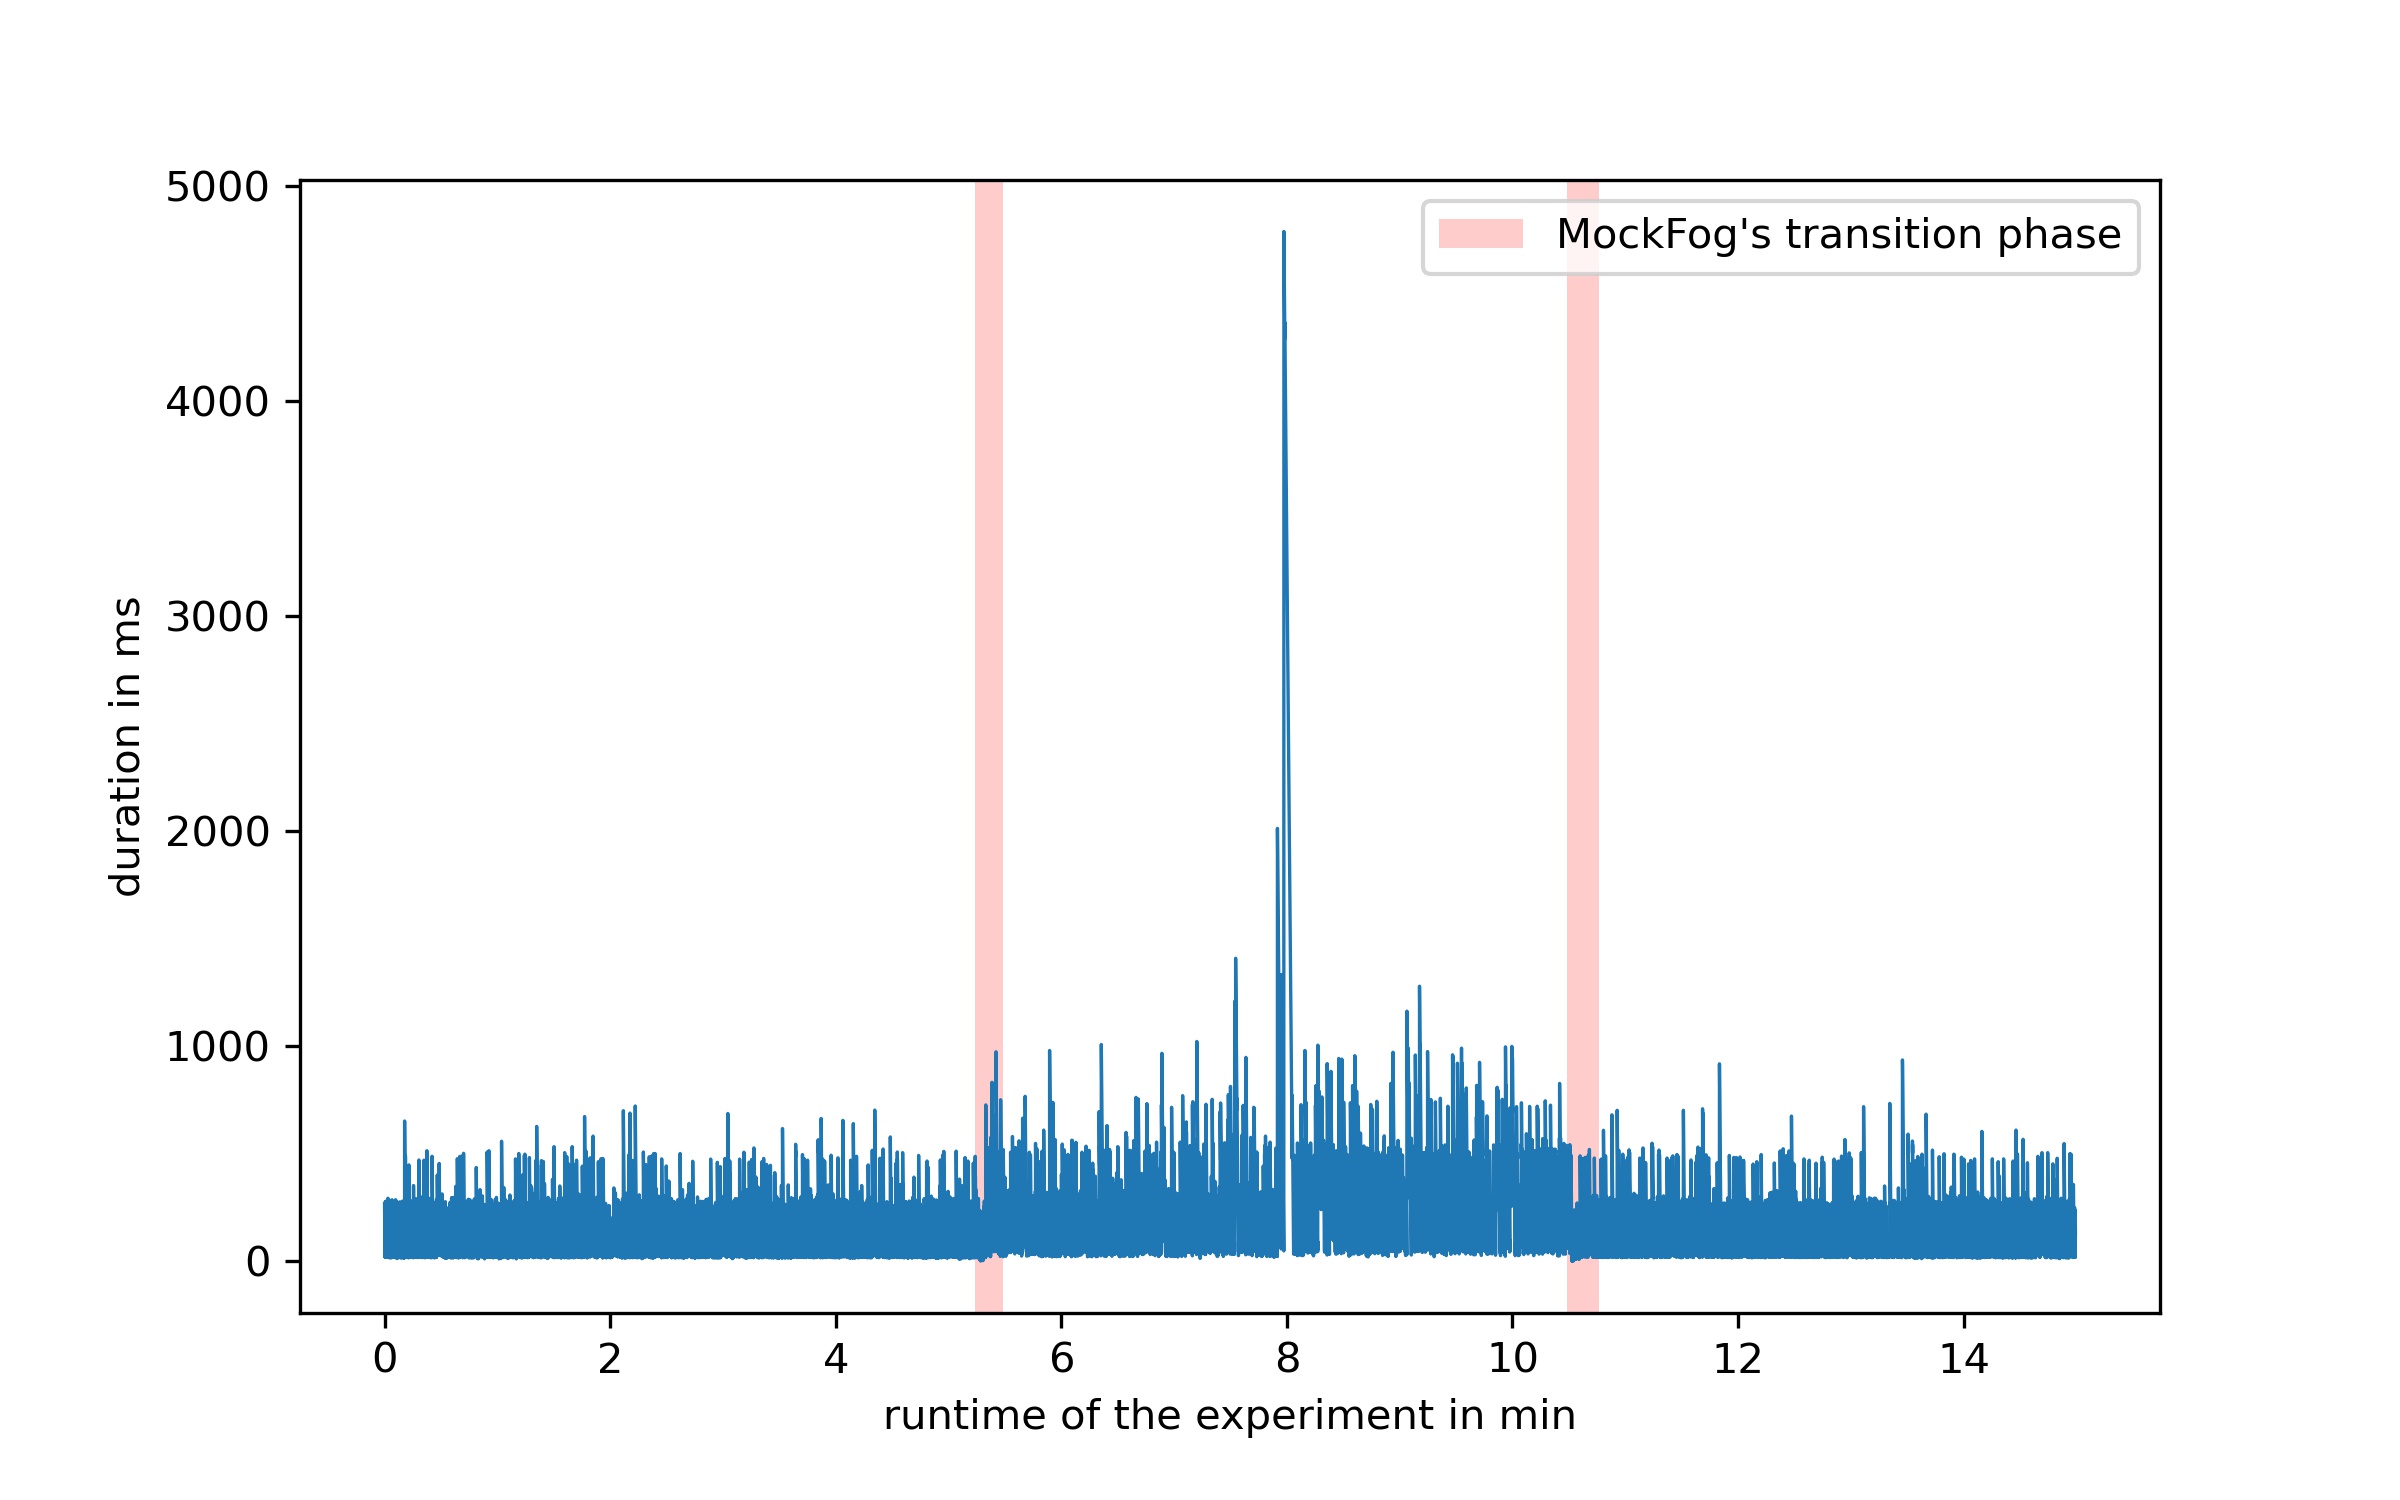 MockFog's transition phase
5000
4000
3000
2000
1000
0
duration in ms
0 2 4 6 8 10 12 14
runtime of the experiment in min